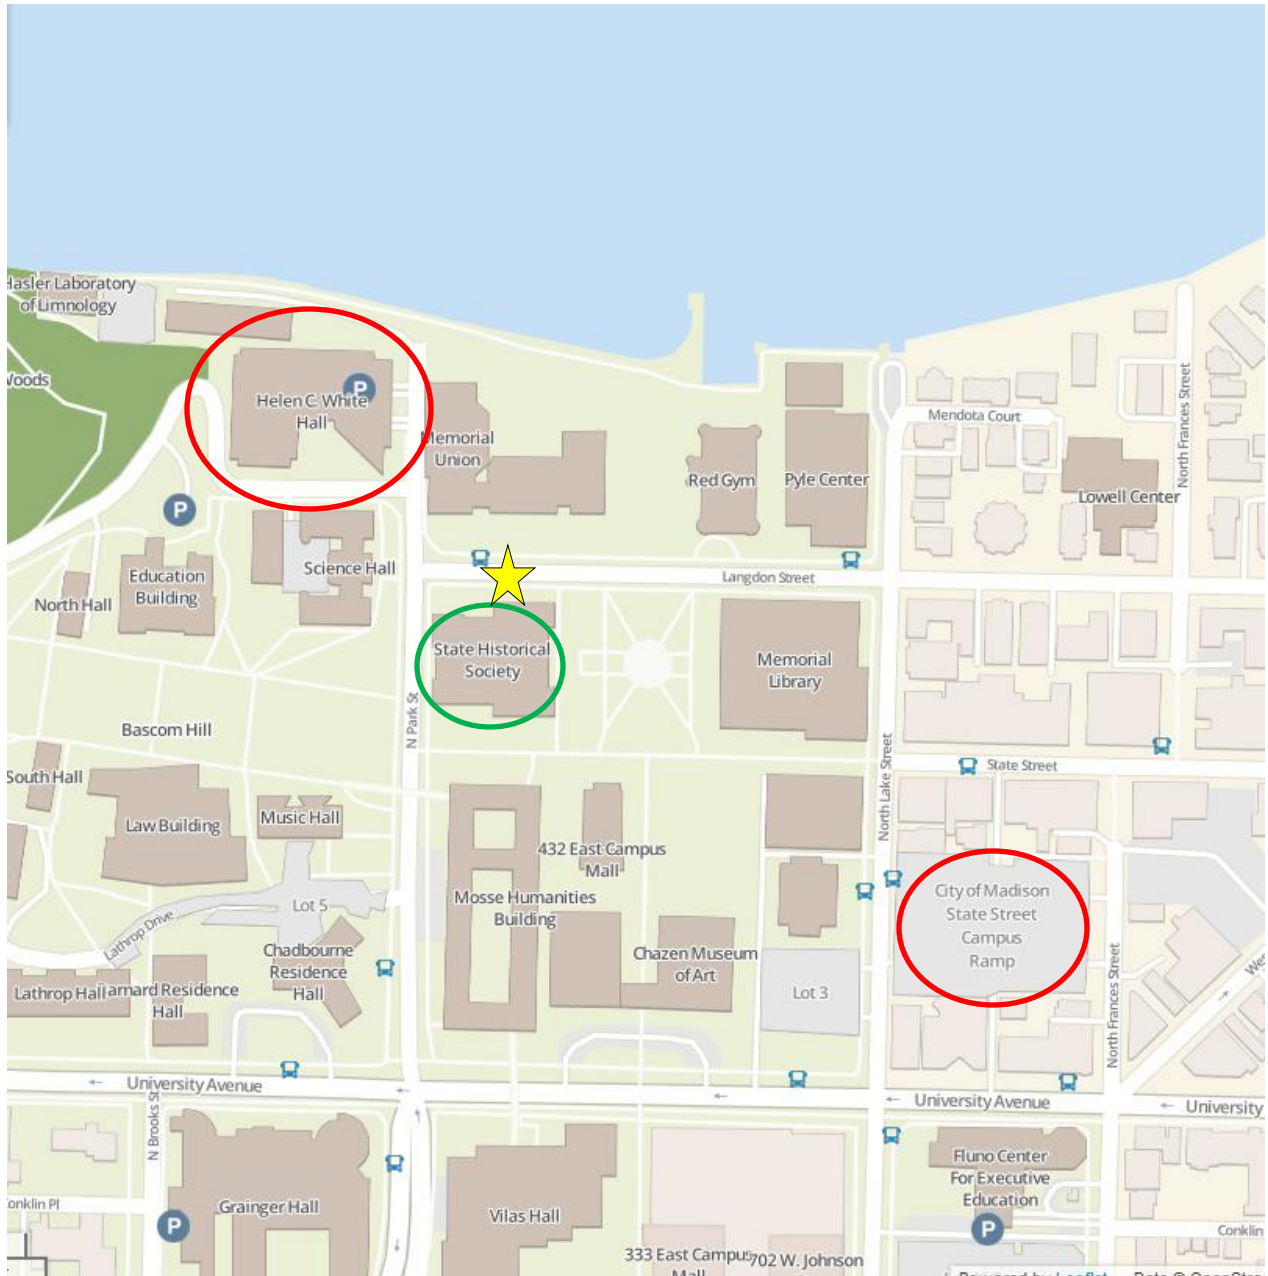 Hasler Laboratory
of Limnology
Woods
Helen C. White
Hall
P
Memorial
Union
Red Gym
Pyle Center
Mendota Court
North Frances Street
Lowell Center
P
Education
Building
Science Hall
North Hall
Langdon Street
State Historical
Society
Memorial
Library
N Park St
Bascom Hill
South Hall
Law Building
Music Hall
North Lake Street
State Street
432 East Campus
Mall
Mosse Humanities
Building
Lot 5
Lathrop Drive
City of Madison
State Street
Campus
Ramp
Chadbourne
Residence
Hall
Chazen Museum
of Art
Lot 3
Lathrop Hall
Barnard Residence
Hall
North Frances Street
Wes
University Avenue
University Avenue
University
N Brooks St
Fluno Center
For Executive
Education
P
Conklin Pl
Grainger Hall
P
Vilas Hall
333 East Campus
Mall
702 W. Johnson
Conklin
Powered by Leaflet